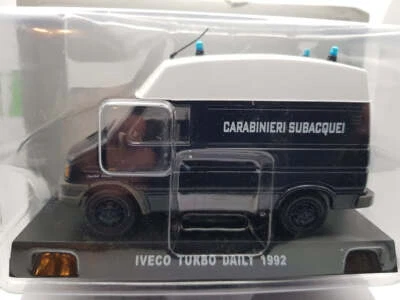 CARABINIERI SUBACQUEI
IVECO TURBO DAILY 1992